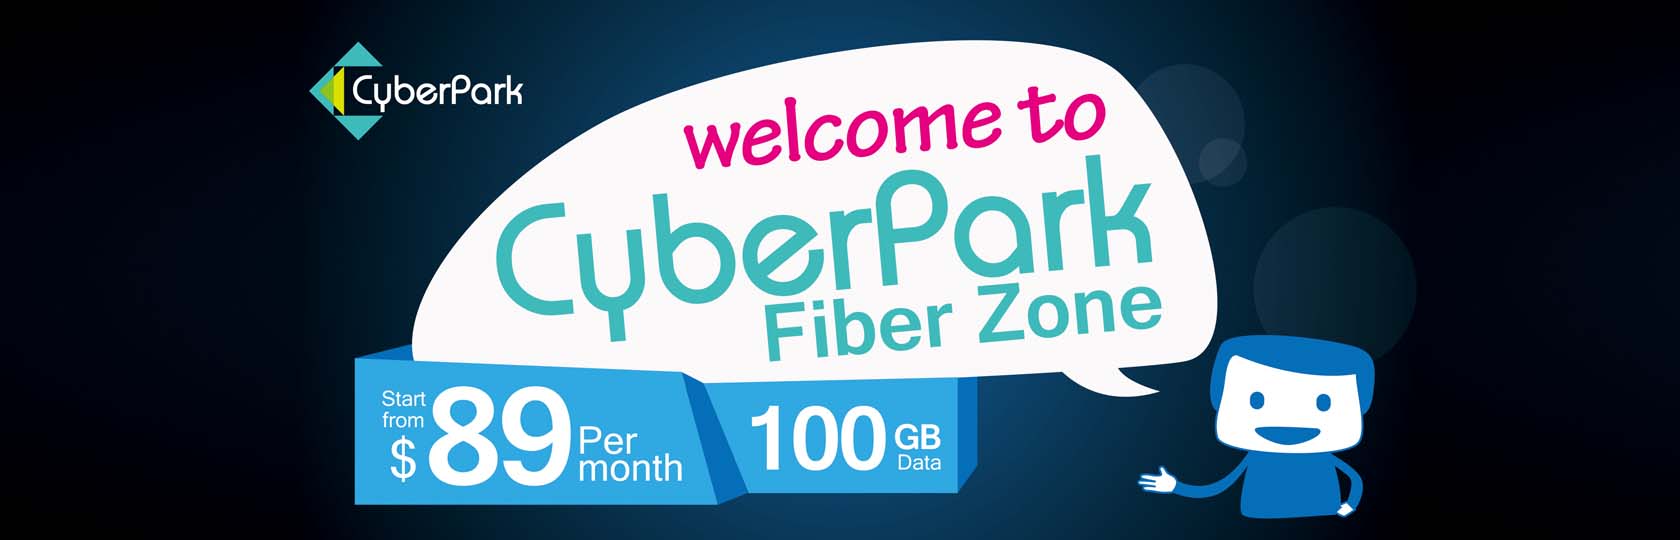 CyberPark
welcome to
CyberPark
Fiber Zone
Start
from
$89 Per
month
100 GB
Data